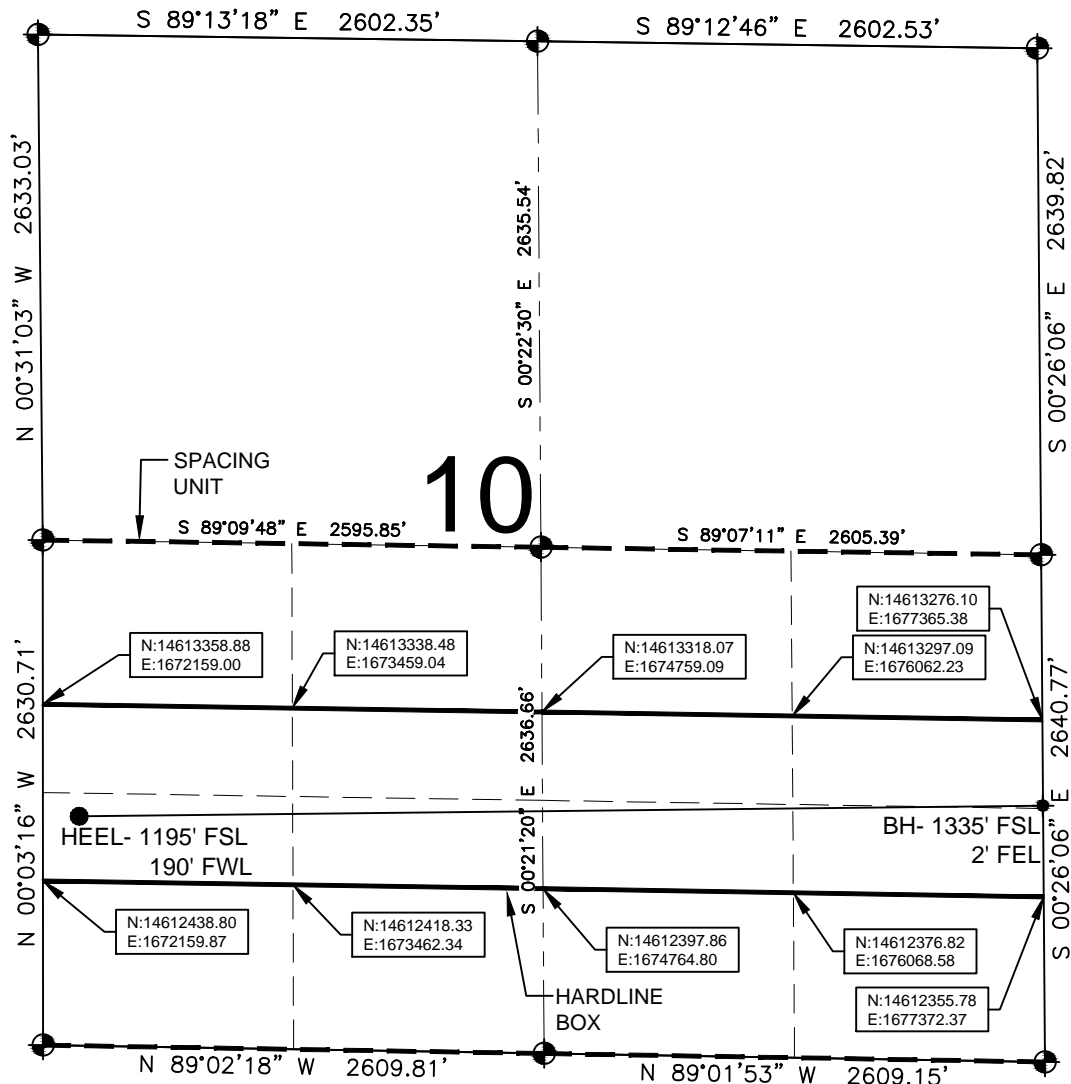 S 89°13'18" E 2602.35'
S 89°12'46" E 2602.53'
N 00°31'03" W 2633.03'
S 00°22'30" E 2635.54'
S 00°26'06" E 2639.82'
SPACING
UNIT
10
S 89°09'48" E 2595.85'
S 89°07'11" E 2605.39'
N:14613358.88
E:1672159.00
N:14613338.48
E:1673459.04
N:14613318.07
E:1674759.09
N:14613276.10
E:1677365.38
N:14613297.09
E:1676062.23
N 00°03'16" W 2630.71'
S 00°21'20" E 2636.66'
S 00°26'06" E 2640.77'
HEEL- 1195' FSL
190' FWL
BH- 1335' FSL
2' FEL
N:14612438.80
E:1672159.87
N:14612418.33
E:1673462.34
N:14612397.86
E:1674764.80
N:14612376.82
E:1676068.58
N:14612355.78
E:1677372.37
HARDLINE
BOX
N 89°02'18" W 2609.81'
N 89°01'53" W 2609.15'